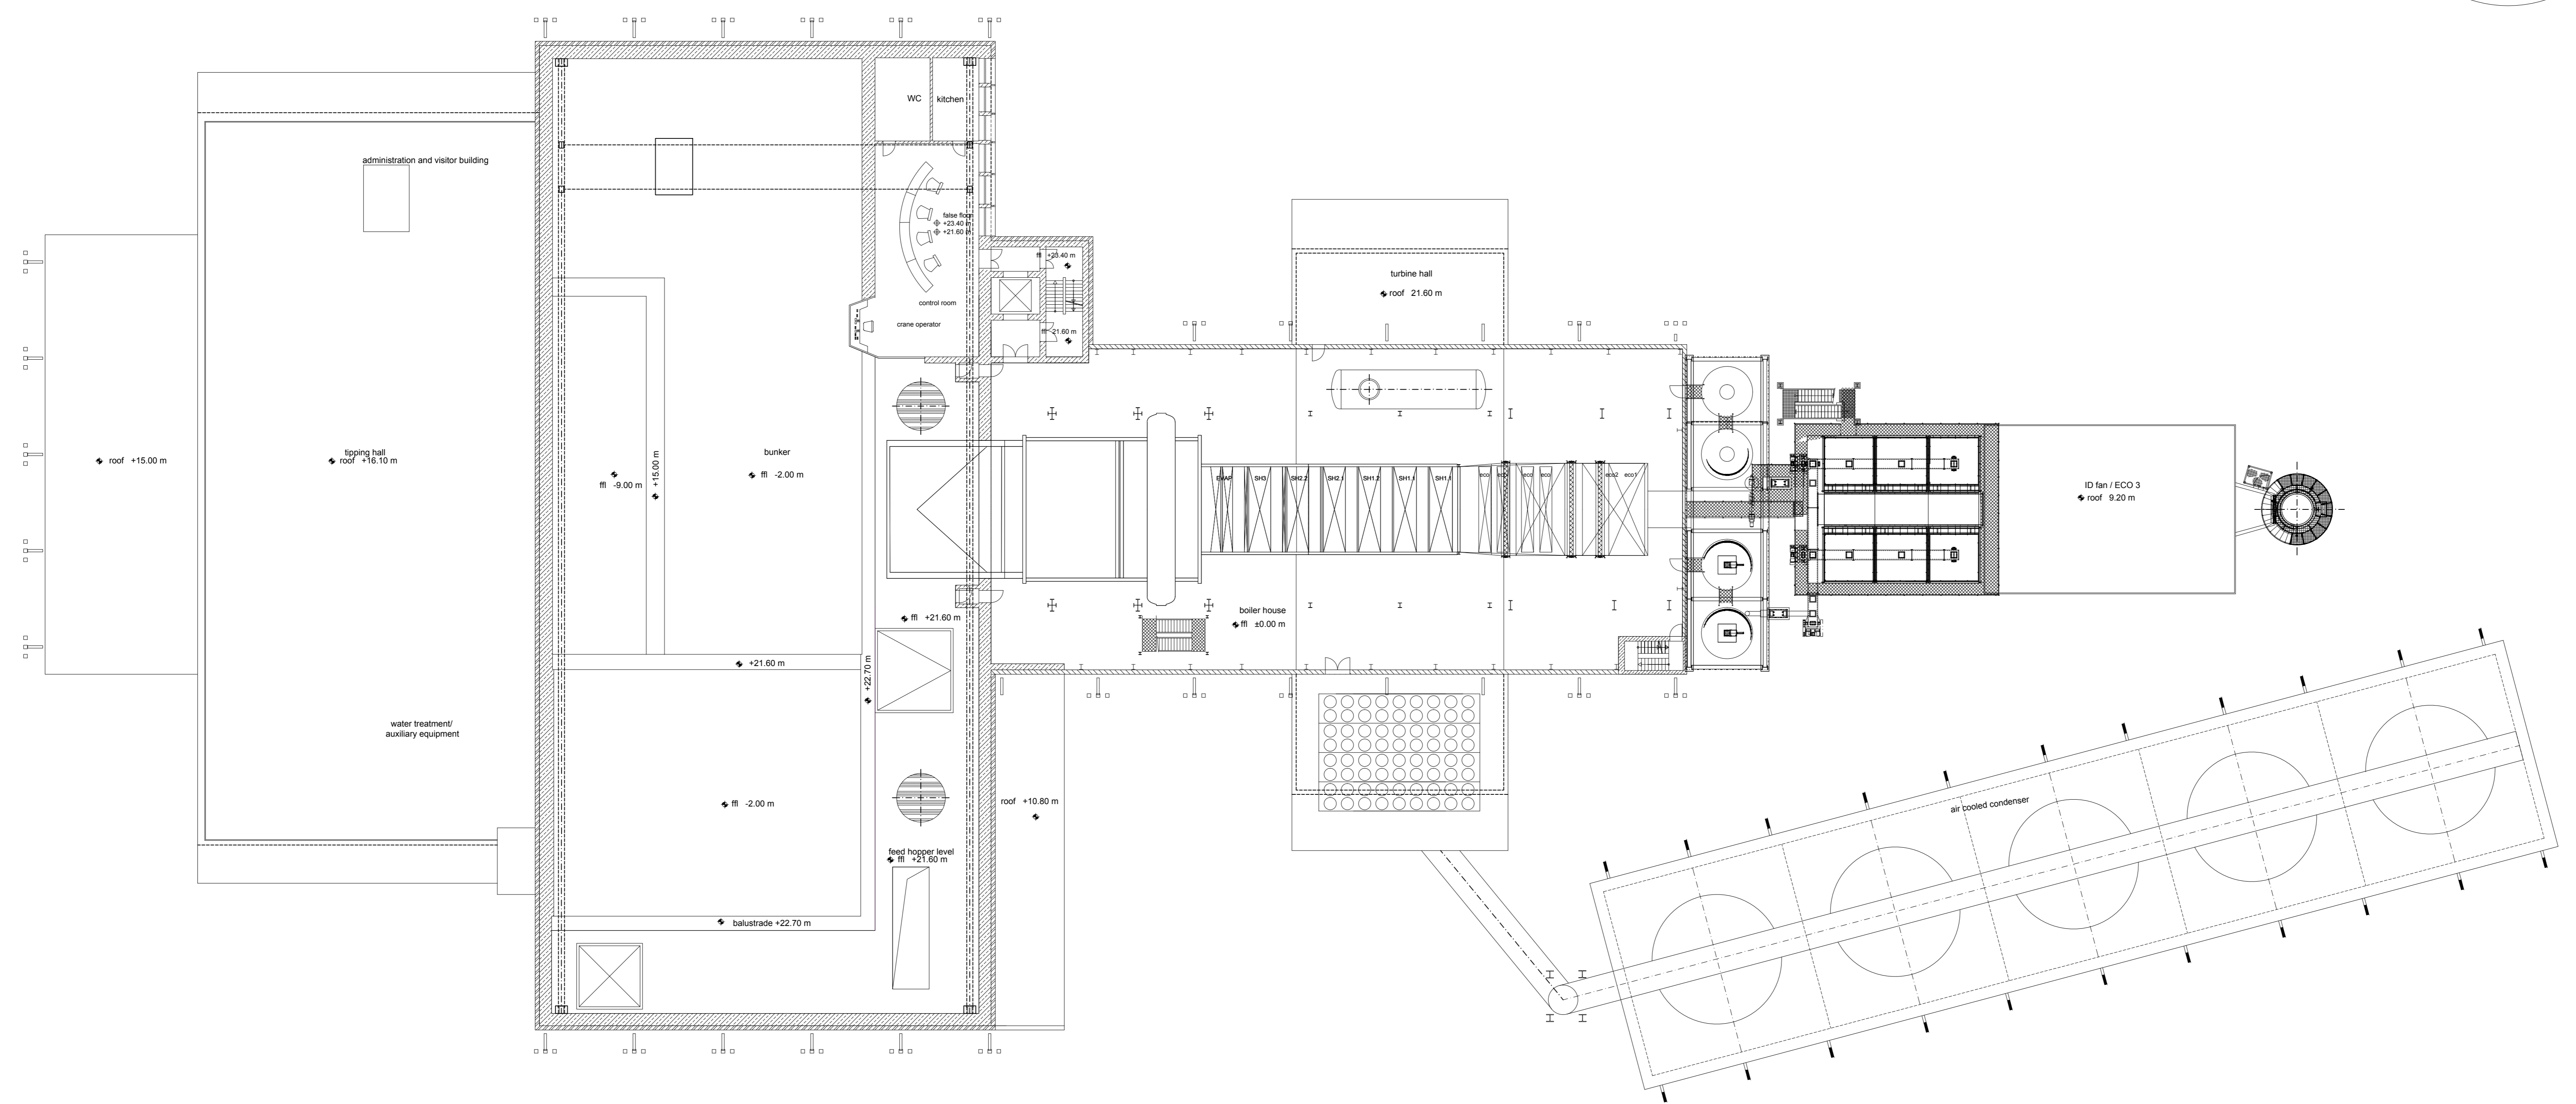 WC
kitchen
administration and visitor building
false floor
+23.40 m
+21.60 m
ffl +23.40 m
turbine hall
roof 21.60 m
control room
crane operator
ffl 21.60 m
roof +15.00 m
tipping hall
roof +16.10 m
+15.00 m
bunker
ffl -2.00 m
ffl -9.00 m
EVAP
SH3
SH2.2
SH2.1
SH1.2
SH1.1
SH1.1
eco
eco
eco
eco
eco2
eco1
ID fan / ECO 3
roof 9.20 m
boiler house
ffl ±0.00 m
ffl +21.60 m
+21.60 m
+22.70 m
water treatment/
auxiliary equipment
ffl -2.00 m
roof +10.80 m
air cooled condenser
feed hopper level
ffl +21.60 m
balustrade +22.70 m